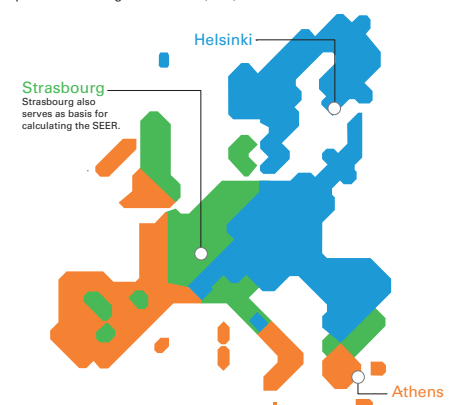 Helsinki
Strasbourg
Strasbourg also
serves as basis for
calculating the SEER.
Athens